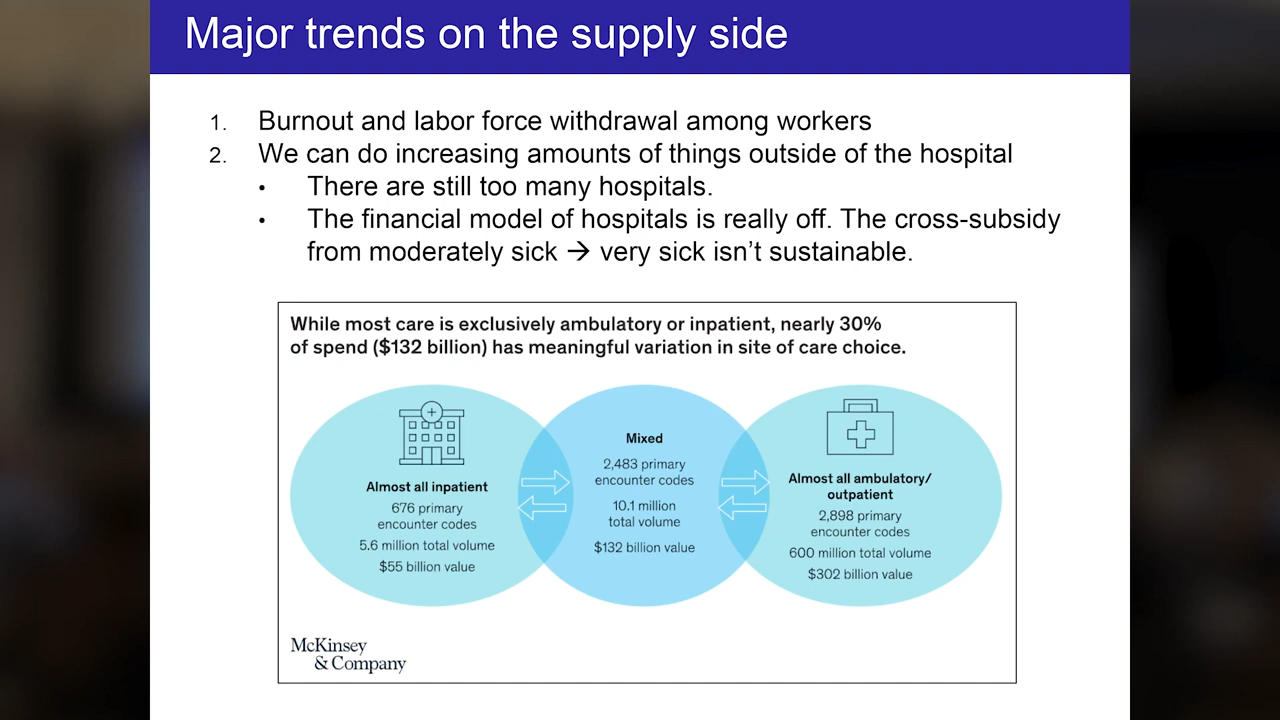 Major trends on the supply side
1. Burnout and labor force withdrawal among workers
2. We can do increasing amounts of things outside of the hospital
• There are still too many hospitals.
• The financial model of hospitals is really off. The cross-subsidy
from moderately sick → very sick isn’t sustainable.
While most care is exclusively ambulatory or inpatient, nearly 30%
of spend ($132 billion) has meaningful variation in site of care choice.
Almost all inpatient
676 primary
encounter codes
5.6 million total volume
$55 billion value
Mixed
2,483 primary
encounter codes
10.1 million
total volume
$132 billion value
Almost all ambulatory/
outpatient
2,898 primary
encounter codes
600 million total volume
$302 billion value
McKinsey
& Company